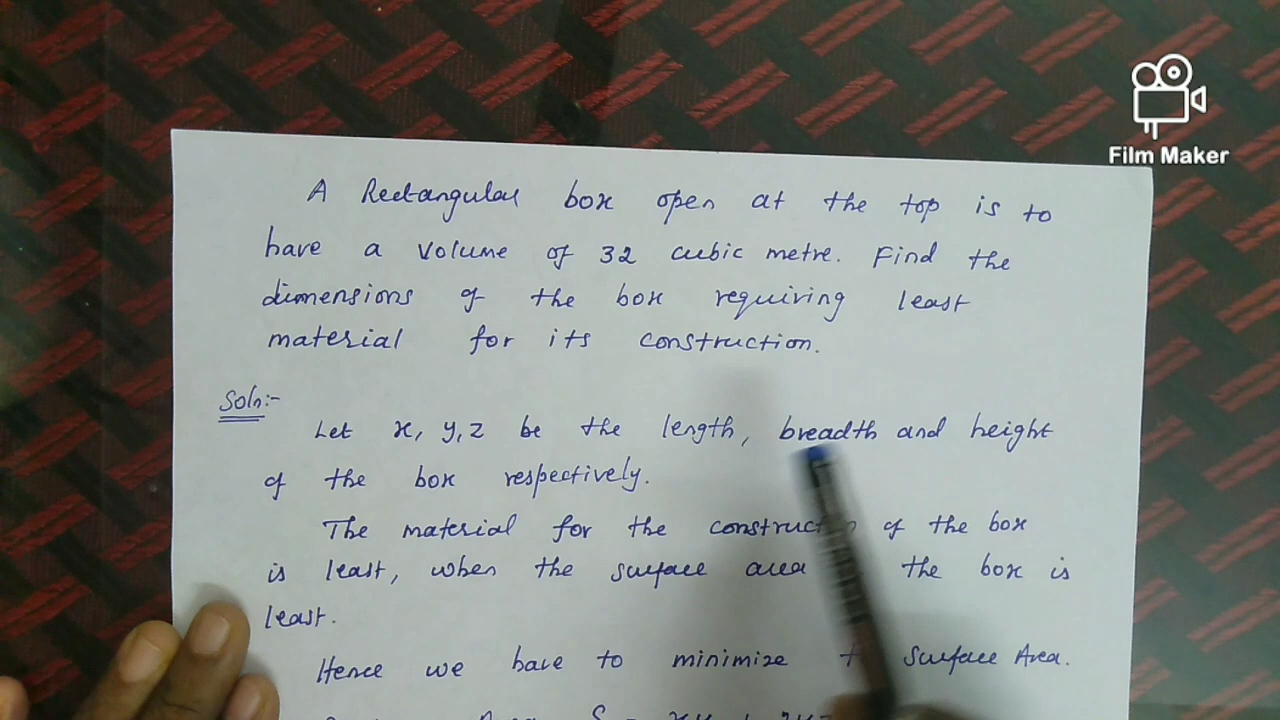 Film Maker
A Rectangular box open at the top is to
have a volume of 32 cubic metre. Find the
dimensions of the box requiring least
material for its construction.
Soln:-
Let x, y, z be the length, breadth and height
of the box respectively.
The material for the of the box
is least, when the surface area the box is
least.
Hence we have to minimize Surface Area.